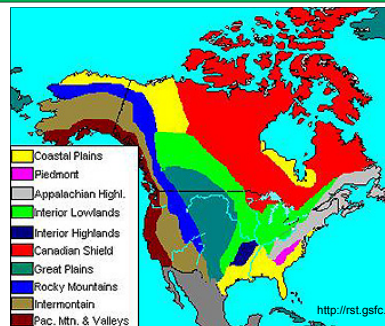 Coastal Plains
Piedmont
Appalachian Highl.
Interior Lowlands
Interior Highlands
Canadian Shield
Great Plains
Rocky Mountains
Intermontain
Pac. Mtn. & Valleys
http://rst.gsfc.